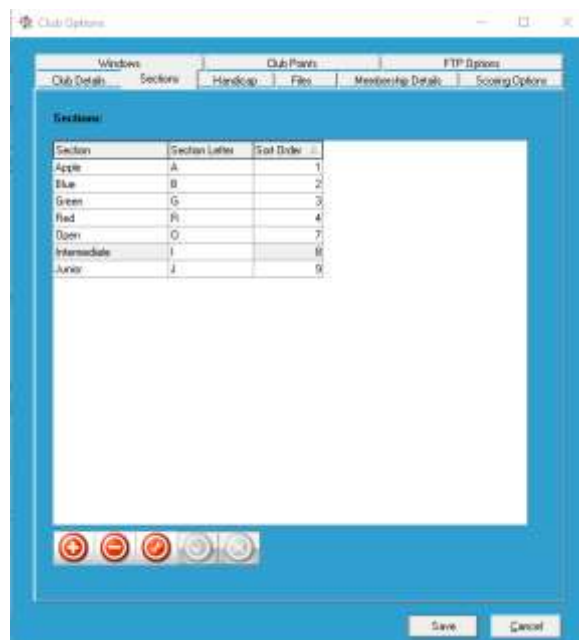 Club Options
Windows Club Points FTP Options
Club Details Sections Handicap Files Membership Details Scoring Options
Sections:
Section Section Letter Sort Order
Apple A 1
Blue B 2
Green G 3
Red R 4
Open O 7
Intermediate I 8
Junior J 9
Save Cancel